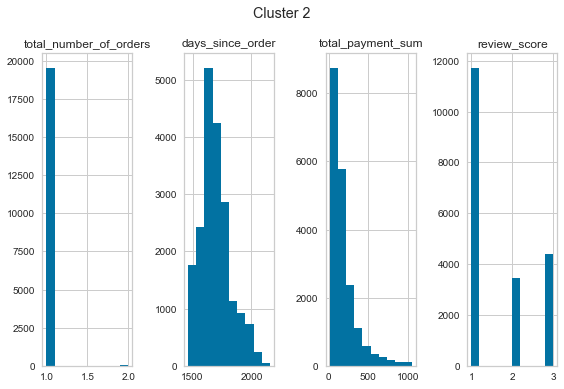 Cluster 2
total_number_of_orders days_since_order total_payment_sum review_score
20000 5000 8000 12000
17500 4000 6000 10000
15000 3000 4000 8000
12500 2000 2000 6000
10000 1000 0 4000
7500 0 2000
5000 0
2500
0
1.0 1.5 2.0 1500 2000 0 500 1000 1 2 3